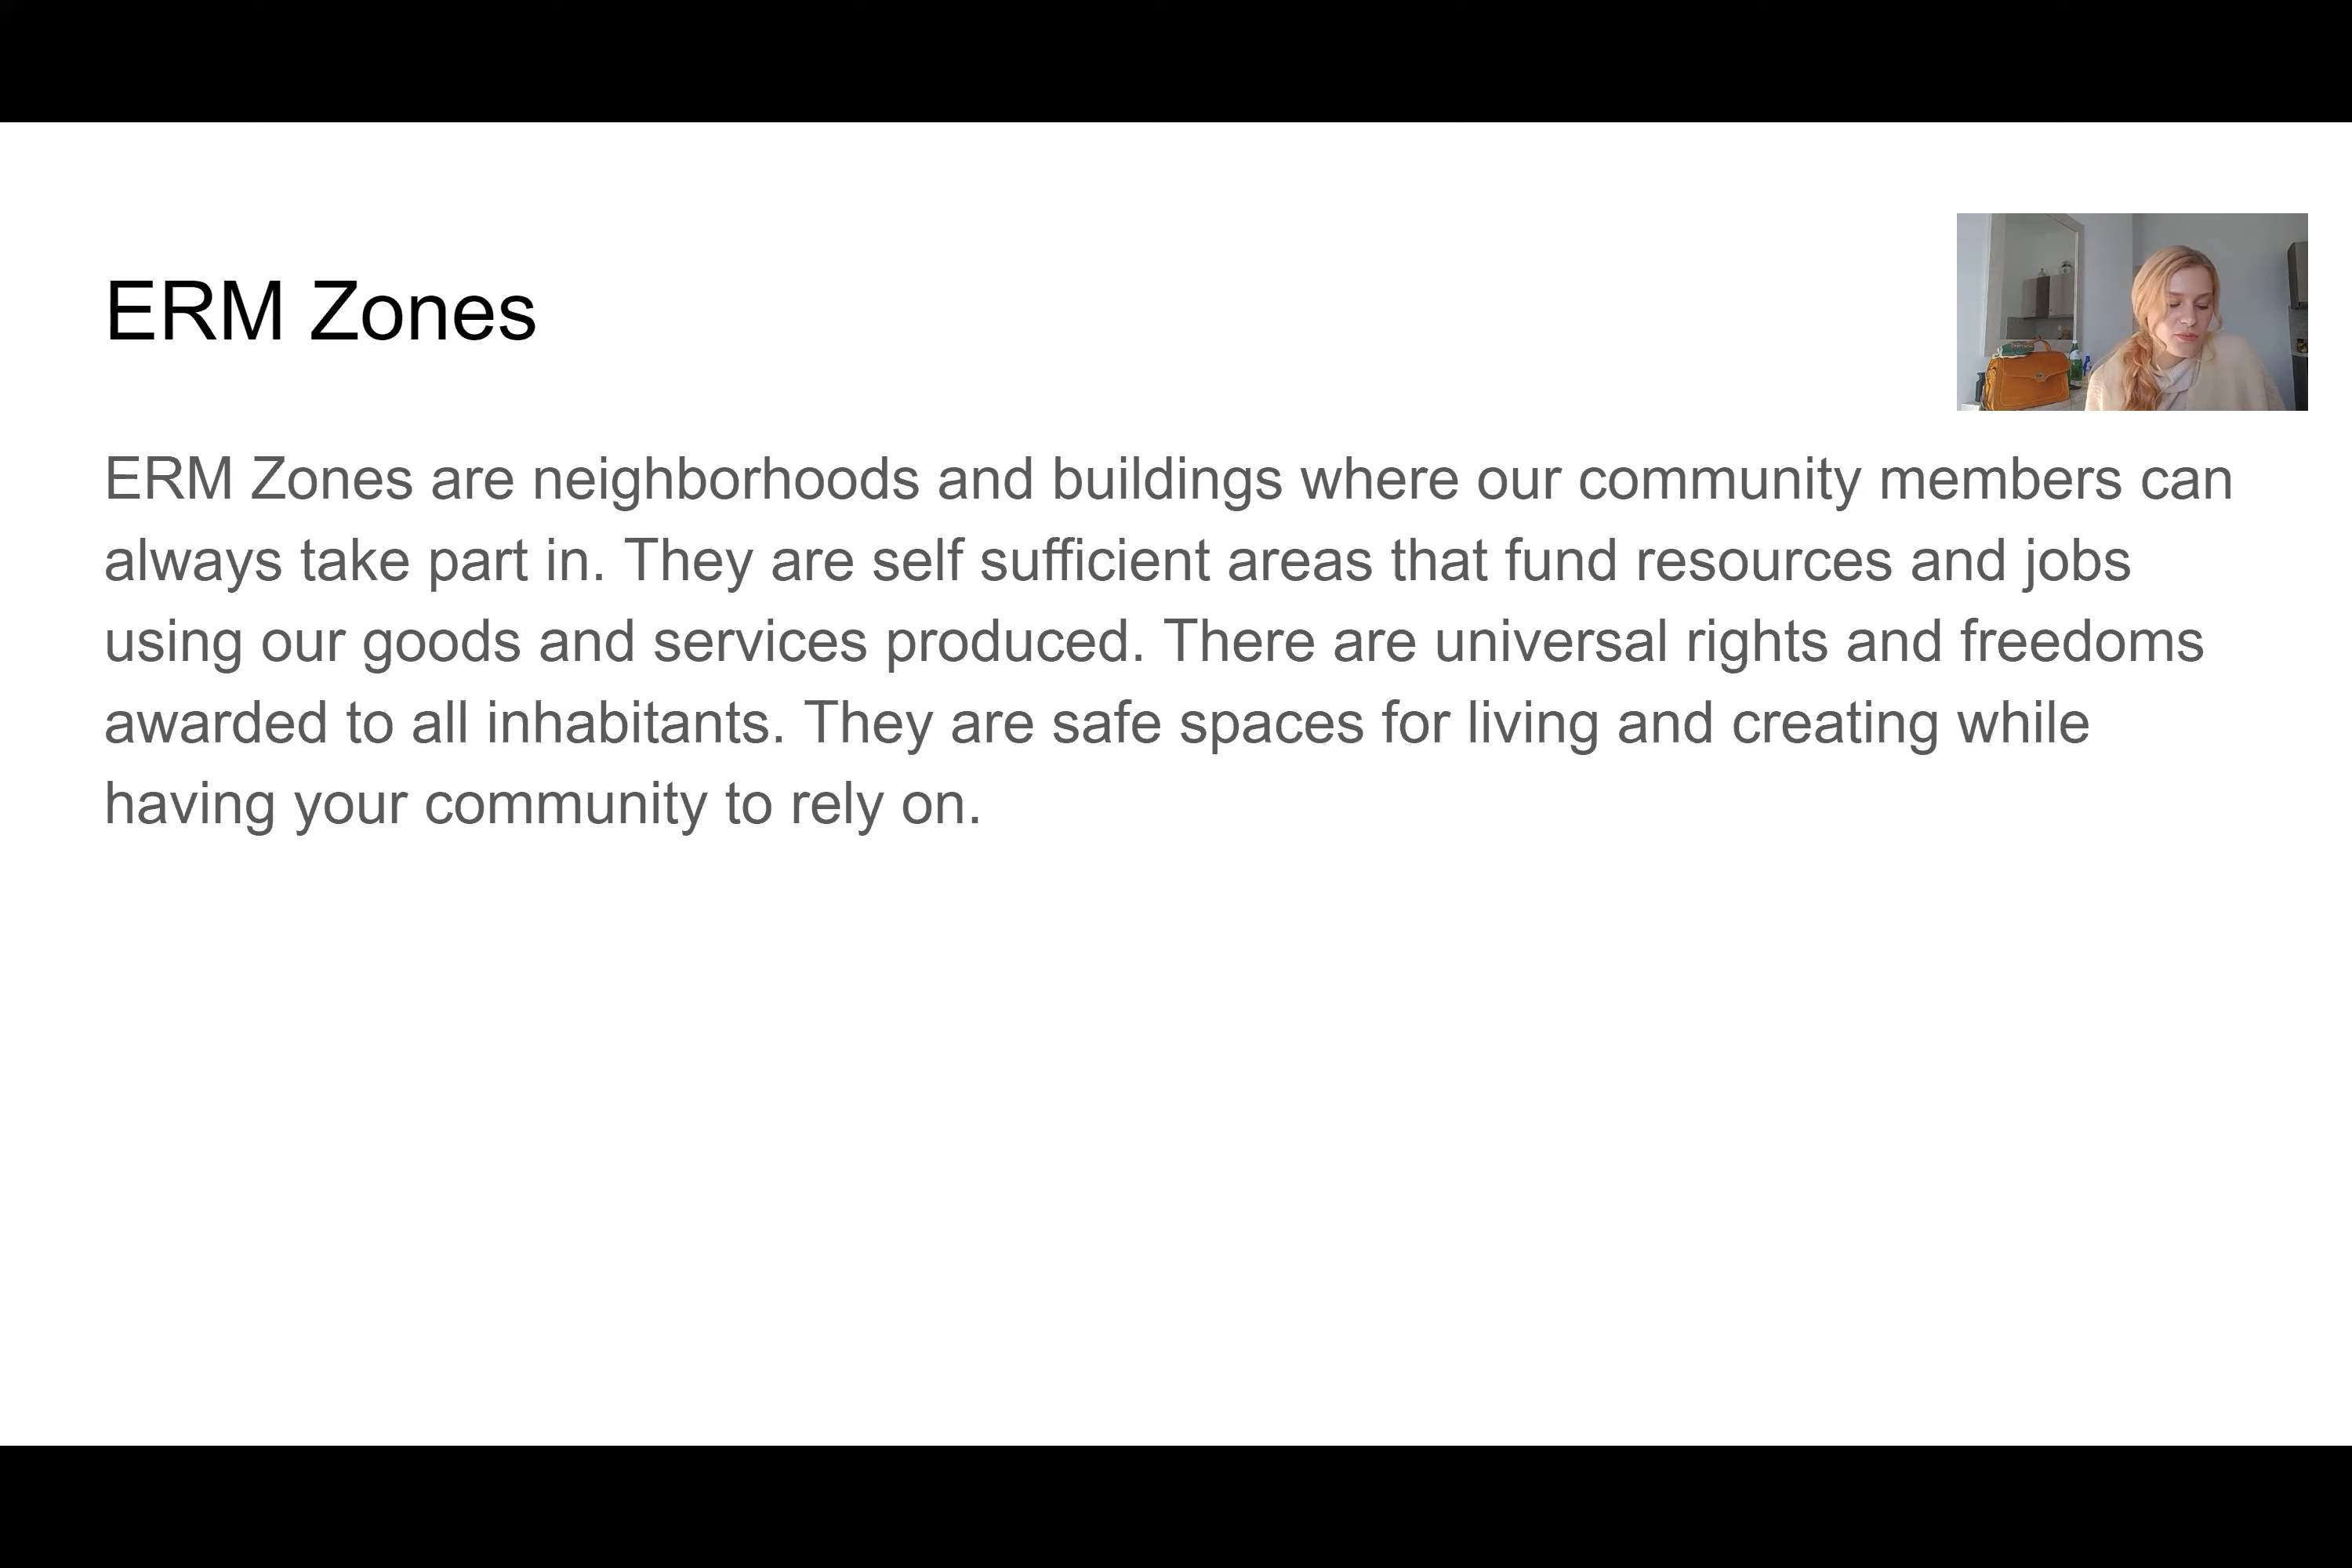 ERM Zones
ERM Zones are neighborhoods and buildings where our community members can
always take part in. They are self sufficient areas that fund resources and jobs
using our goods and services produced. There are universal rights and freedoms
awarded to all inhabitants. They are safe spaces for living and creating while
having your community to rely on.